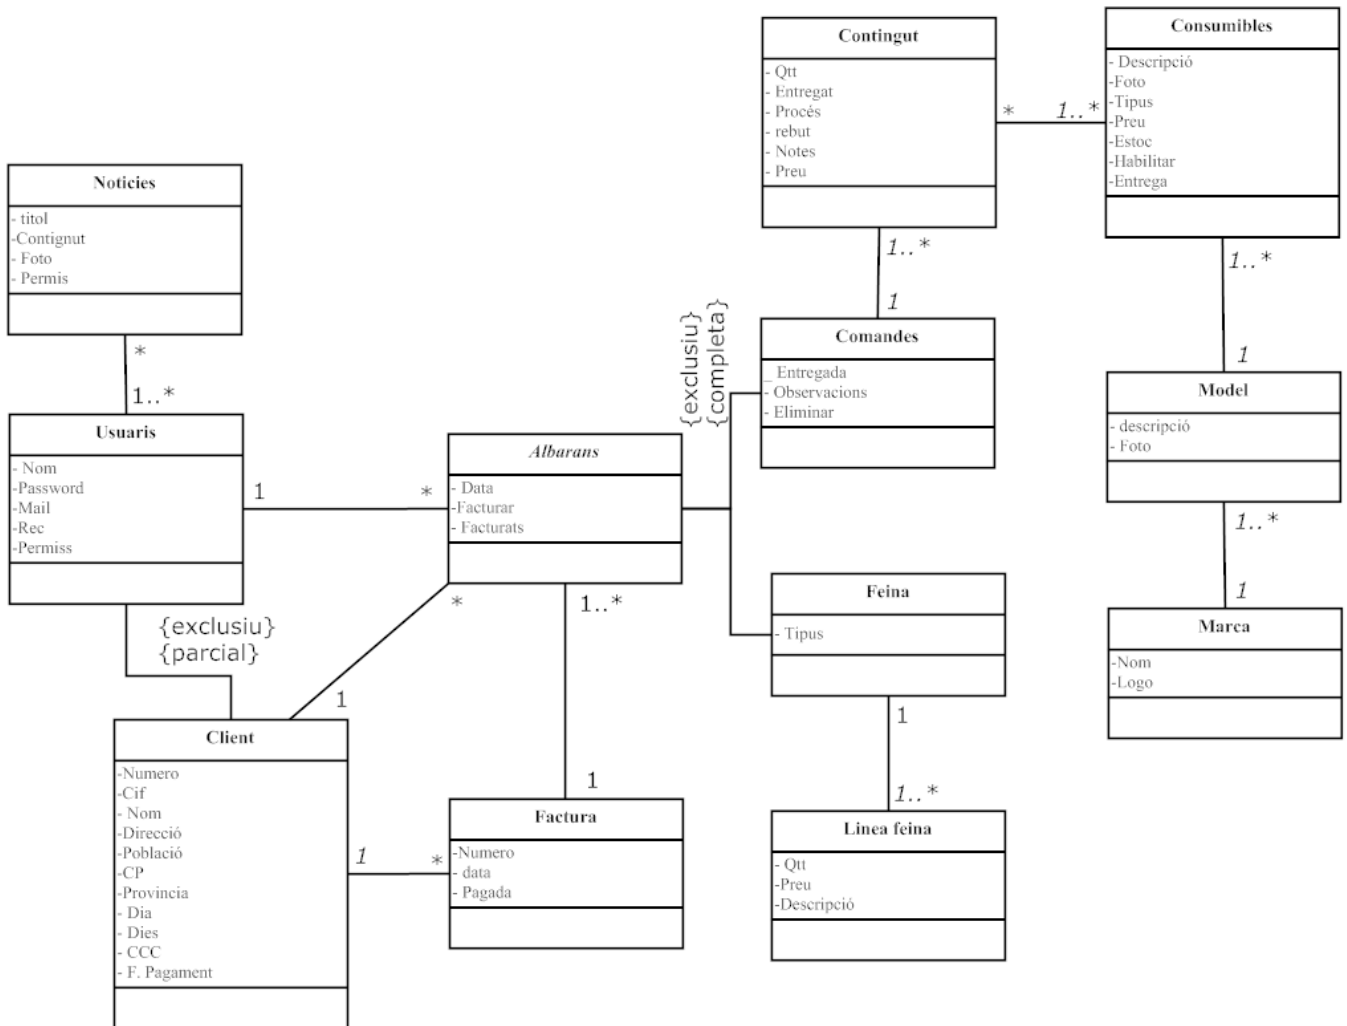 Contingut
- Qtt
- Entregat
- Procés
- rebut
- Notes
- Preu
Consumibles
- Descripció
-Foto
-Tipus
-Preu
-Estoc
-Habilitar
-Entrega
*
1..*
Noticies
- titol
-Contignut
- Foto
- Permis
*
1..*
Usuaris
- Nom
-Password
-Mail
-Rec
-Permiss
1
*
Albarans
- Data
-Facturar
- Facturats
{exclusiu}
{completa}
1..*
1
Comandes
_ Entregada
- Observacions
- Eliminar
1..*
1
Model
- descripció
- Foto
1..*
1
Marca
-Nom
-Logo
Feina
- Tipus
1
1..*
Linea feina
- Qtt
-Preu
-Descripció
{exclusiu}
{parcial}
*
1
1..*
1
Client
-Numero
-Cif
- Nom
-Direcció
-Població
-CP
-Provincia
- Dia
- Dies
- CCC
- F. Pagament
1
*
Factura
-Numero
- data
- Pagada